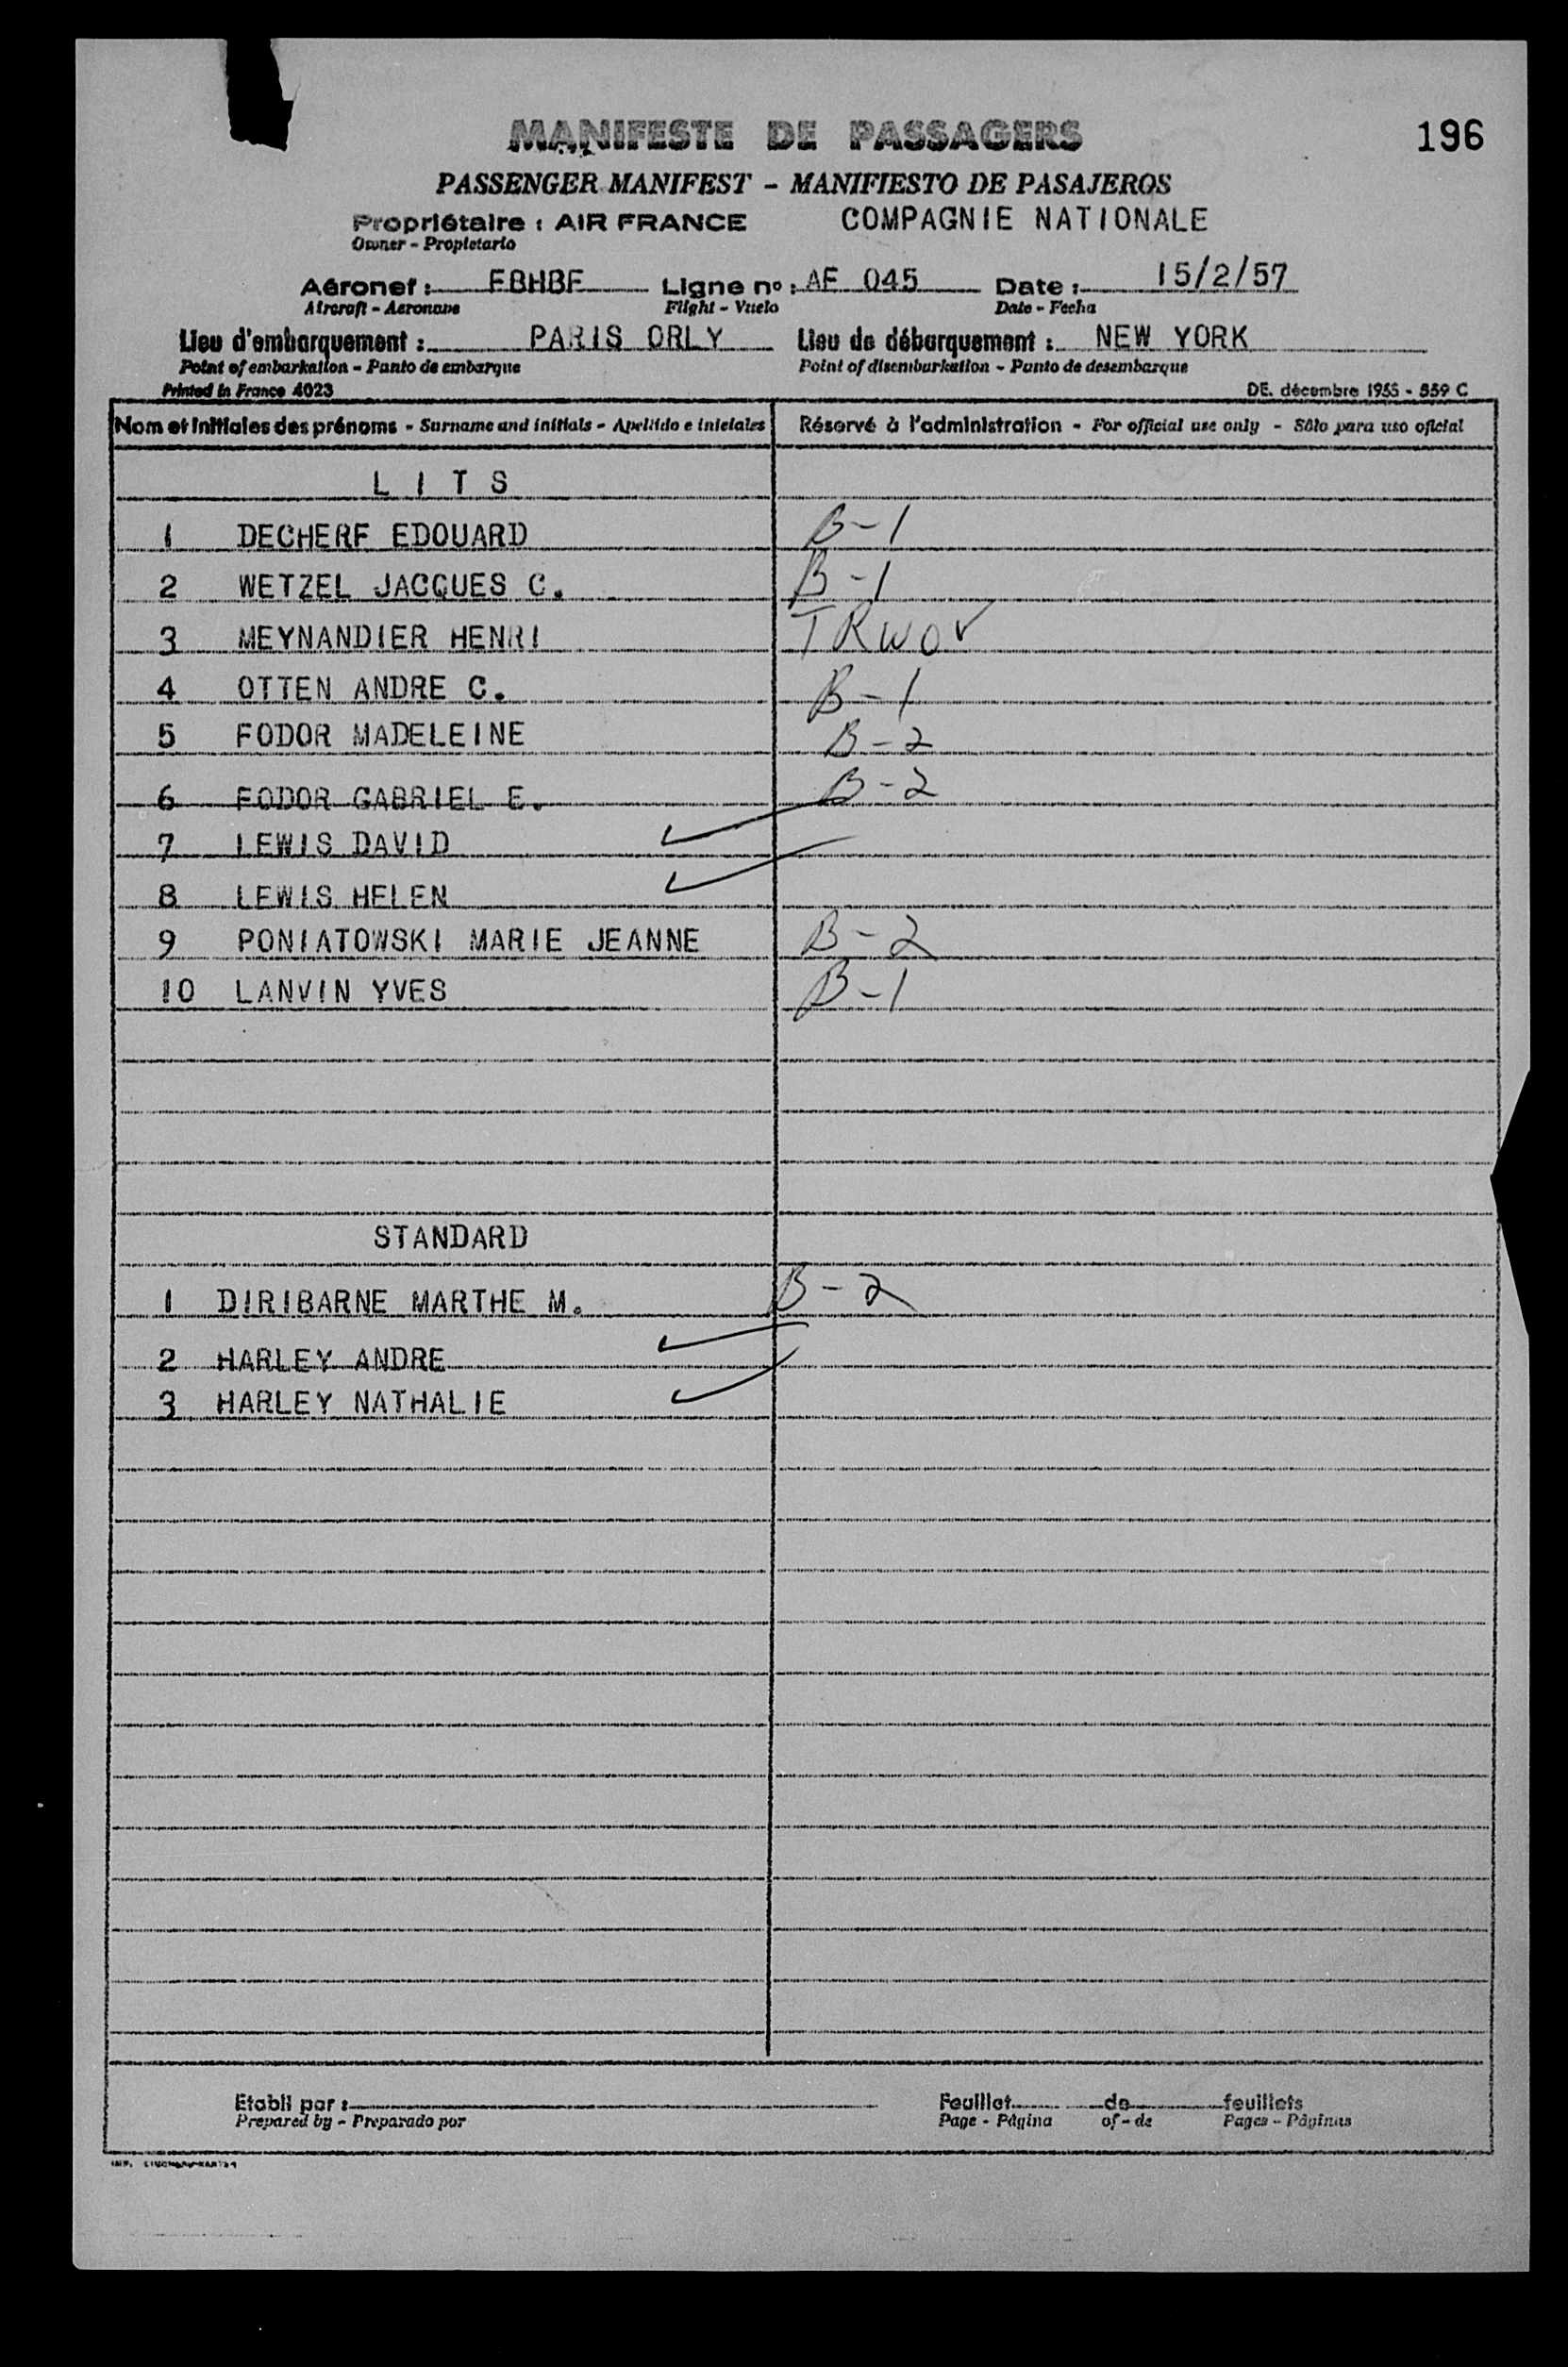 MANIFESTE DE PASSAGERS
196
PASSENGER MANIFEST - MANIFIESTO DE PASAJEROS
Propriétaire : AIR FRANCE COMPAGNIE NATIONALE
Owner - Propietario
Aéronef : FBHBF Ligne nº : AF 045 Date : 15/2/57
Aircraft - Aeronave Flight - Vuelo Date - Fecha
Lieu d'embarquement : PARIS ORLY Lieu de débarquement : NEW YORK
Point of embarkation - Punto de embarque Point of disembarkation - Punto de desembarque
Printed in France 4023 DE. décembre 1955 - 559 C
Nom et initiales des prénoms - Surname and initials - Apellido e iniciales Réservé à l'administration - For official use only - Sólo para uso oficial
L I T S
1 DECHERF EDOUARD B-1
2 WETZEL JACQUES C. B-1
3 MEYNANDIER HENRI TRWOV
4 OTTEN ANDRE C. B-1
5 FODOR MADELEINE B-2
6 FODOR GABRIEL E. B-2
7 LEWIS DAVID ✓
8 LEWIS HELEN ✓
9 PONIATOWSKI MARIE JEANNE B-2
10 LANVIN YVES B-1
STANDARD
1 DIRIBARNE MARTHE M. B-2
2 HARLEY ANDRE ✓
3 HARLEY NATHALIE ✓
Etabli par : Feuillet de feuillets
Prepared by - Preparado por Page - Página of - de Pages - Páginas